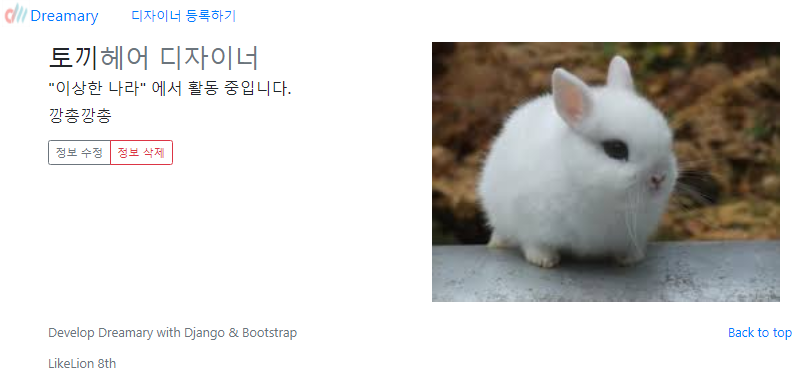 Dreamary 디자이너 등록하기
토끼헤어 디자이너
"이상한 나라" 에서 활동 중입니다.
깡총깡총
정보 수정 정보 삭제
Develop Dreamary with Django & Bootstrap Back to top
LikeLion 8th